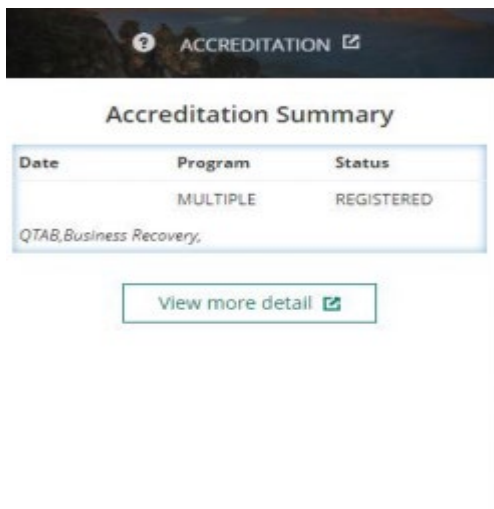 ACCREDITATION
Accreditation Summary
Date Program Status
MULTIPLE REGISTERED
QTAB,Business Recovery,
View more detail